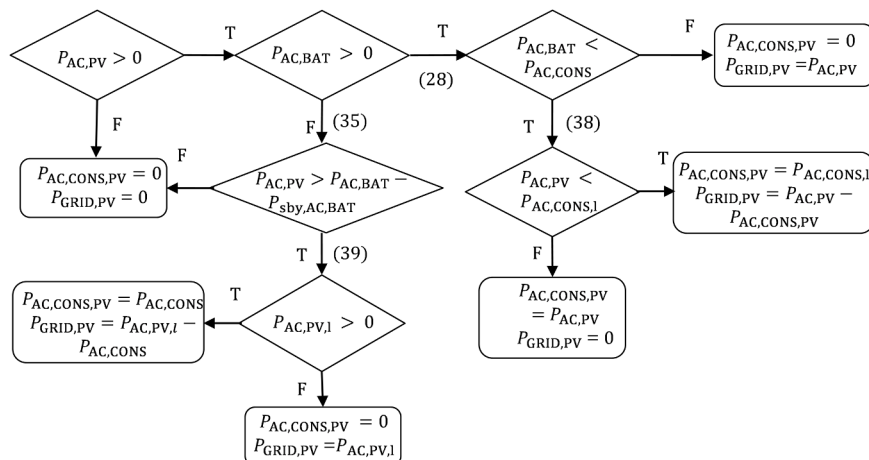 P_AC,PV > 0
T
P_AC,BAT > 0
T
(28)
P_AC,BAT <
P_AC,CONS
F
P_AC,CONS,PV = 0
P_GRID,PV =P_AC,PV
F
F
(35)
T
(38)
P_AC,CONS,PV = 0
P_GRID,PV = 0
F
P_AC,PV > P_AC,BAT −
P_sby,AC,BAT
P_AC,PV <
P_AC,CONS,l
T
P_AC,CONS,PV = P_AC,CONS,l
P_GRID,PV = P_AC,PV −
P_AC,CONS,PV
T
(39)
F
P_AC,CONS,PV = P_AC,CONS
P_GRID,PV = P_AC,PV,l −
P_AC,CONS
T
P_AC,PV,l > 0
P_AC,CONS,PV
= P_AC,PV
P_GRID,PV = 0
F
P_AC,CONS,PV = 0
P_GRID,PV =P_AC,PV,l